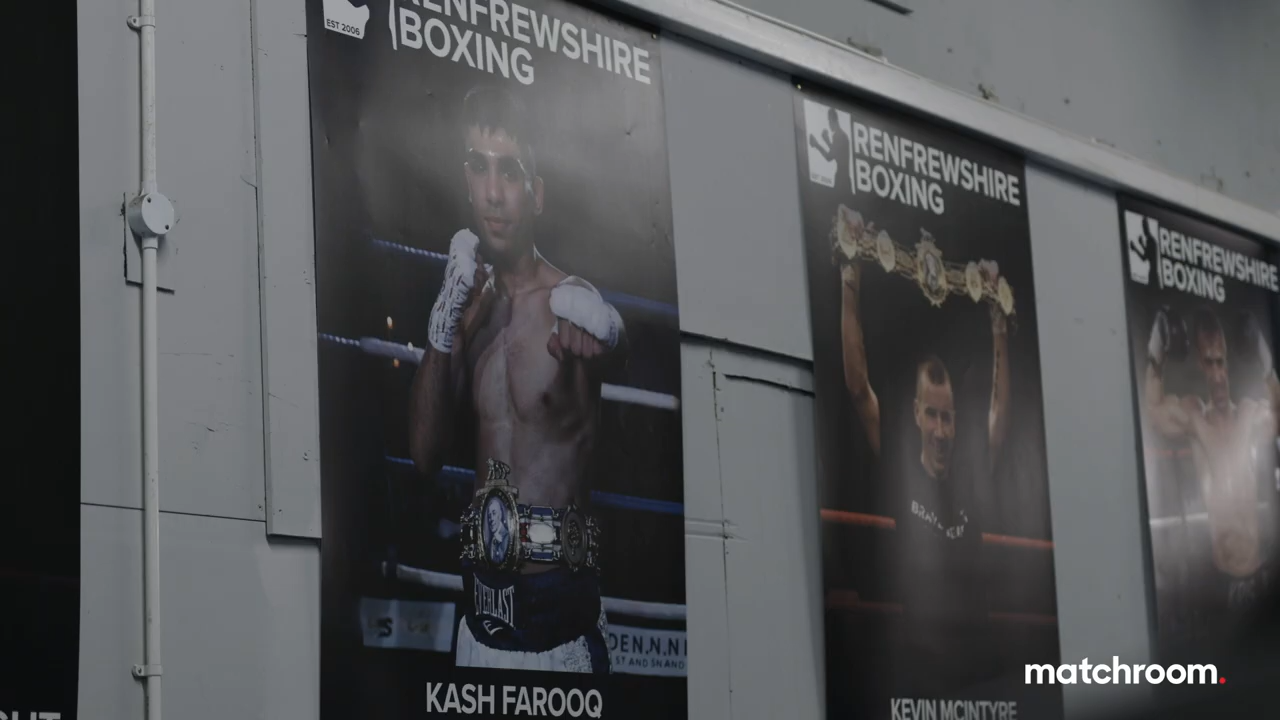 EST 2006
RENFREWSHIRE
BOXING
EVERLAST
KASH FAROOQ
RENFREWSHIRE
BOXING
KEVIN MCINTYRE
RENFREWSHIRE
BOXING
matchroom.